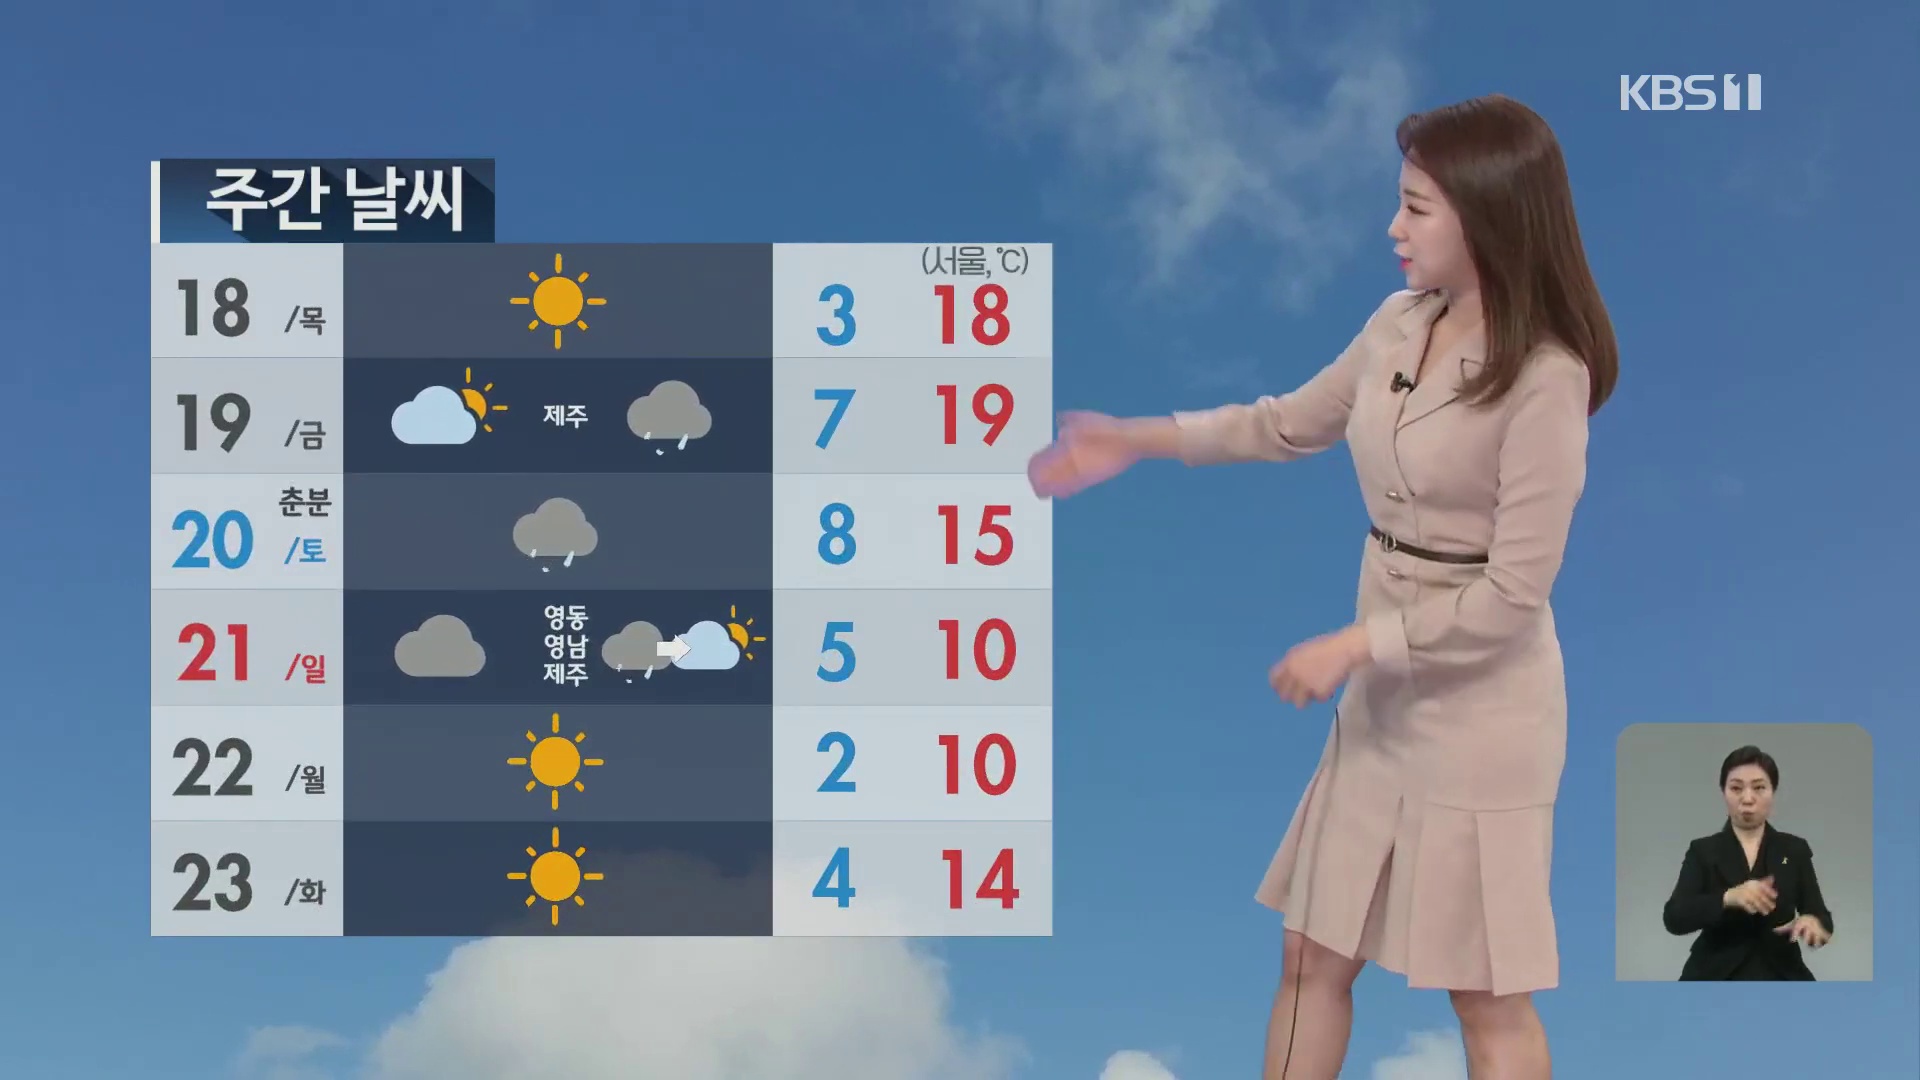 KBS 1
주간 날씨
(서울,℃)
18 /목 3 18
19 /금 제주 7 19
20 춘분 /토 8 15
21 /일 영동 영남 제주 5 10
22 /월 2 10
23 /화 4 14